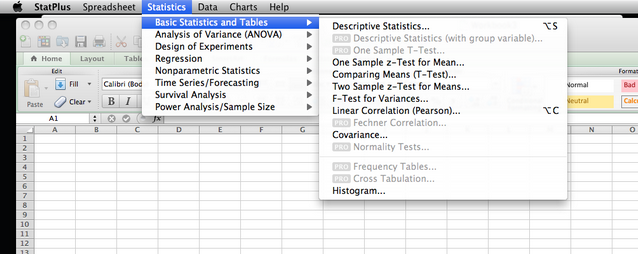 StatPlus Spreadsheet Statistics Data Charts Help
Basic Statistics and Tables
Analysis of Variance (ANOVA)
Design of Experiments
Regression
Nonparametric Statistics
Time Series/Forecasting
Survival Analysis
Power Analysis/Sample Size
Descriptive Statistics... ⌥S
PRO Descriptive Statistics (with group variable)...
PRO One Sample T-Test...
One Sample z-Test for Mean...
Comparing Means (T-Test)...
Two Sample z-Test for Means...
F-Test for Variances...
Linear Correlation (Pearson)... ⌥C
PRO Fechner Correlation...
Covariance...
PRO Normality Tests...
PRO Frequency Tables...
PRO Cross Tabulation...
Histogram...
Home Layout
Edit
Paste Fill Clear
Calibri (Bod
B I
Format
Normal Bad
Neutral
A1 fx
A B C D E F G H I J K L M N O
1
2
3
4
5
6
7
8
9
10
11
12
13